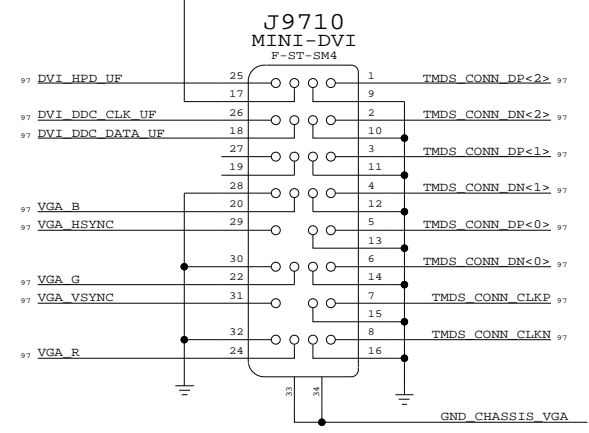 J9710
MINI-DVI
F-ST-SM4
97 DVI_HPD_UF 25 1 TMDS_CONN_DP<2> 97
17 9
97 DVI_DDC_CLK_UF 26 2 TMDS_CONN_DN<2> 97
97 DVI_DDC_DATA_UF 18 10
27 3 TMDS_CONN_DP<1> 97
19 11
28 4 TMDS_CONN_DN<1> 97
97 VGA_B 20 12
97 VGA_HSYNC 29 5 TMDS_CONN_DP<0> 97
13
30 6 TMDS_CONN_DN<0> 97
97 VGA_G 22 14
97 VGA_VSYNC 31 7 TMDS_CONN_CLKP 97
15
32 8 TMDS_CONN_CLKN 97
97 VGA_R 24 16
33 34
GND_CHASSIS_VGA